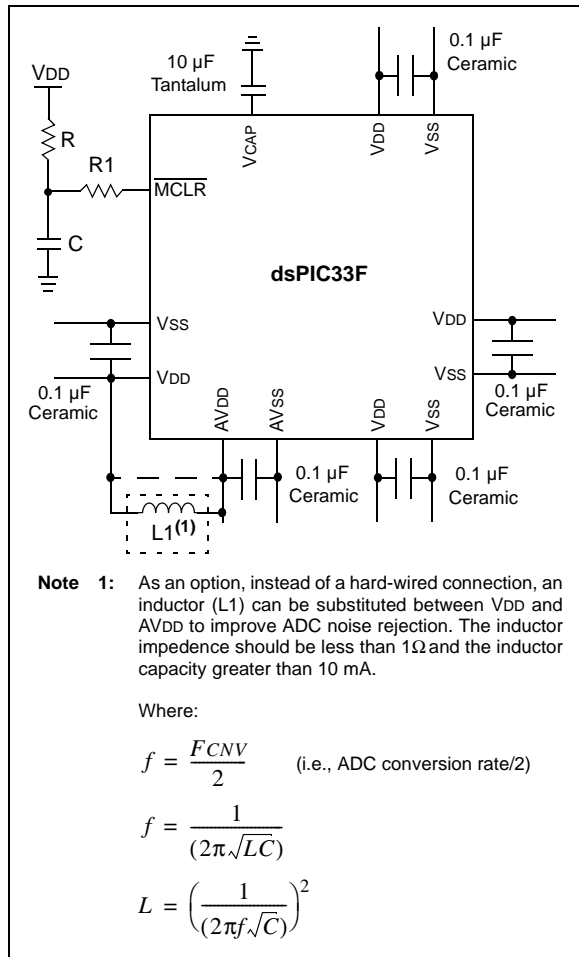 10 µF
Tantalum
0.1 µF
Ceramic
VDD
R
R1
C
VCAP
VDD
VSS
MCLR
dsPIC33F
VSS
VDD
VDD
VSS
0.1 µF
Ceramic
0.1 µF
Ceramic
AVDD
AVSS
VDD
VSS
0.1 µF
Ceramic
0.1 µF
Ceramic
L1(1)
Note 1: As an option, instead of a hard-wired connection, an
inductor (L1) can be substituted between VDD and
AVDD to improve ADC noise rejection. The inductor
impedence should be less than 1Ω and the inductor
capacity greater than 10 mA.
Where:
f = FCNV / 2 (i.e., ADC conversion rate/2)
f = 1 / (2π√LC)
L = (1 / (2πf√C))²